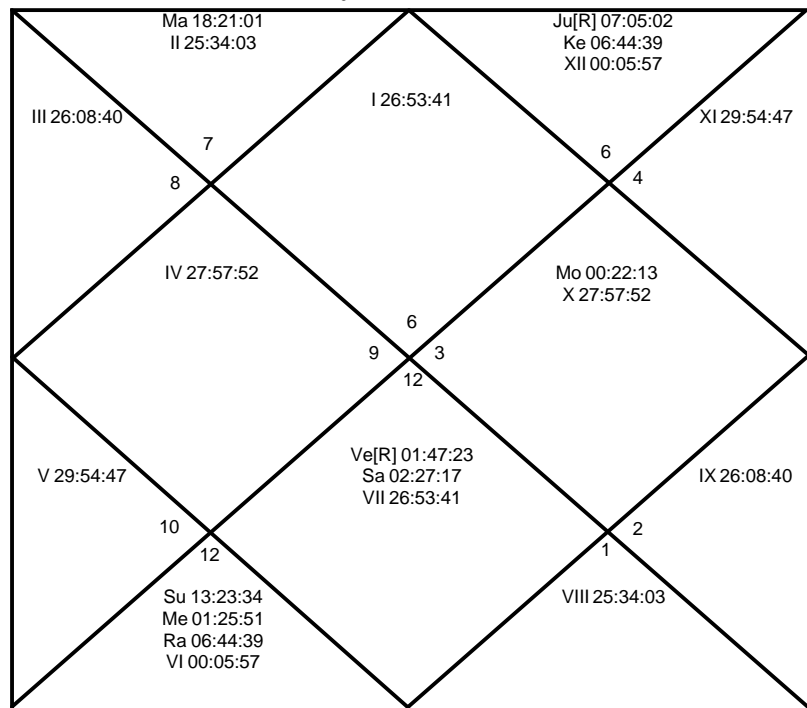 Ma 18:21:01
II 25:34:03
Ju[R] 07:05:02
Ke 06:44:39
XII 00:05:57
I 26:53:41
III 26:08:40
XI 29:54:47
7
6
8
4
IV 27:57:52
Mo 00:22:13
X 27:57:52
6
9
3
12
Ve[R] 01:47:23
Sa 02:27:17
VII 26:53:41
V 29:54:47
IX 26:08:40
10
2
12
1
Su 13:23:34
Me 01:25:51
Ra 06:44:39
VI 00:05:57
VIII 25:34:03